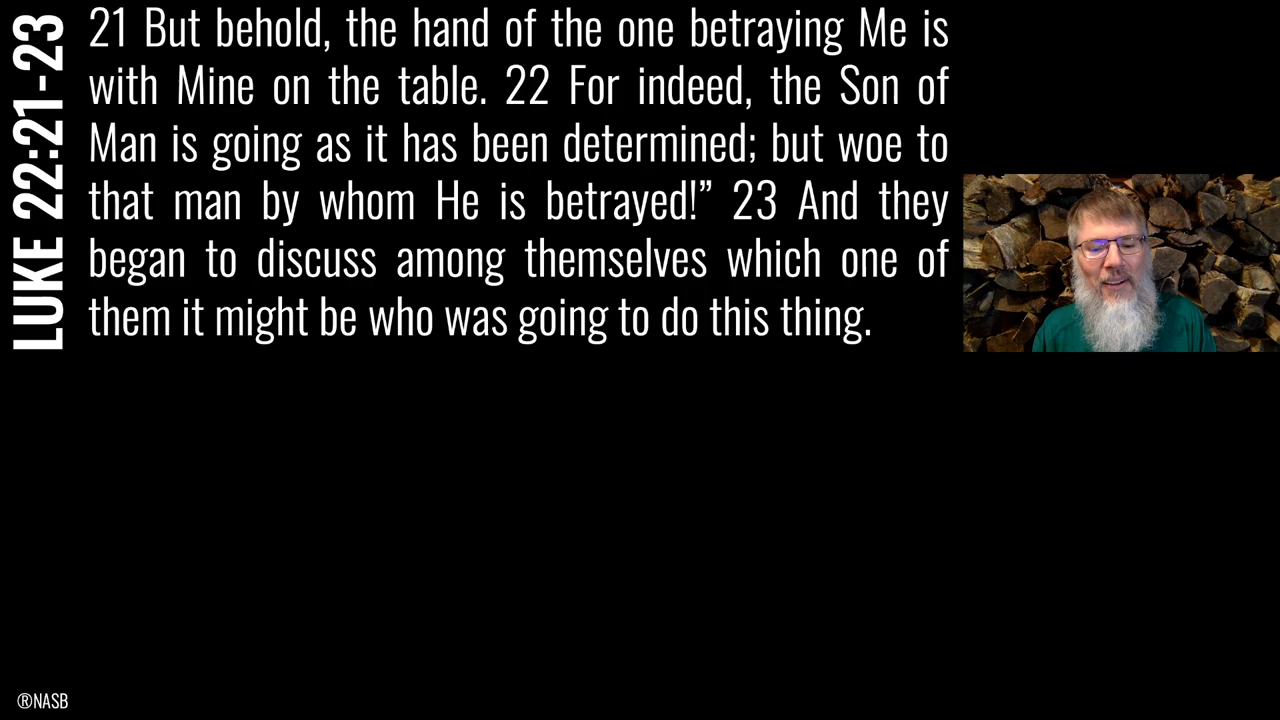 LUKE 22:21-23
21 But behold, the hand of the one betraying Me is
with Mine on the table. 22 For indeed, the Son of
Man is going as it has been determined; but woe to
that man by whom He is betrayed!” 23 And they
began to discuss among themselves which one of
them it might be who was going to do this thing.
®NASB